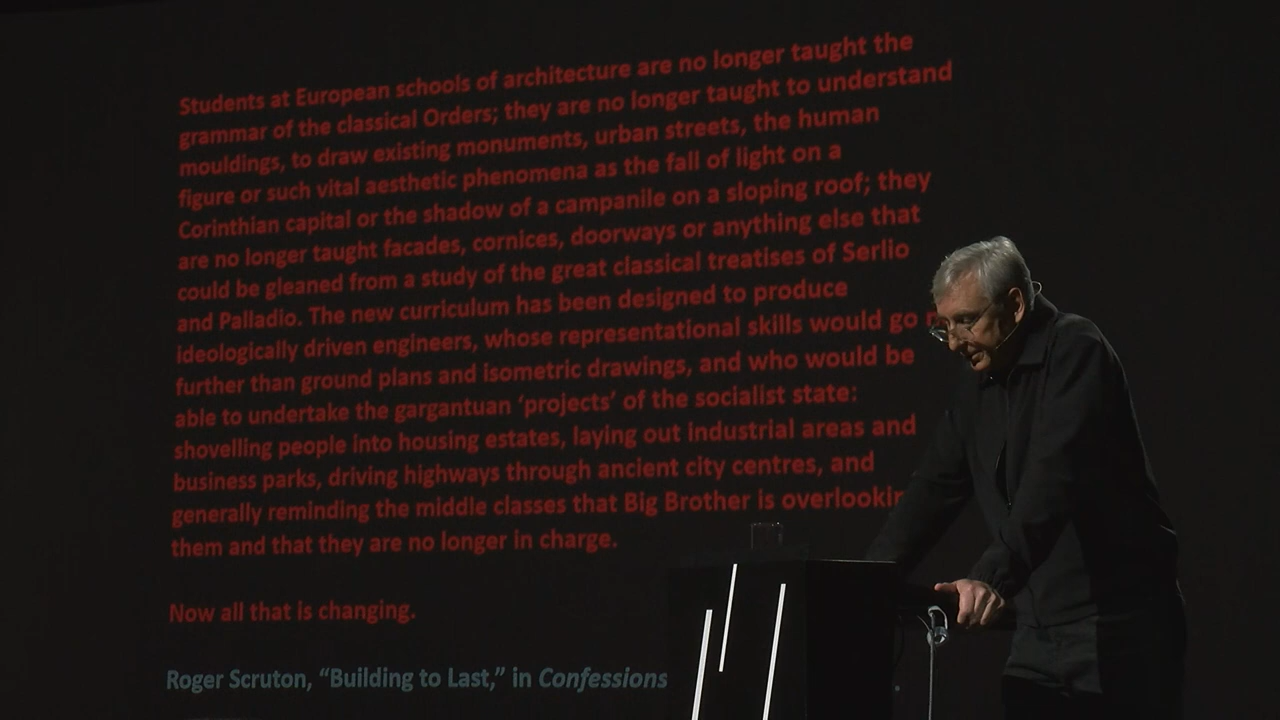 Students at European schools of architecture are no longer taught the
grammar of the classical Orders; they are no longer taught to understand
mouldings, to draw existing monuments, urban streets, the human
figure or such vital aesthetic phenomena as the fall of light on a
Corinthian capital or the shadow of a campanile on a sloping roof; they
are no longer taught facades, cornices, doorways or anything else that
could be gleaned from a study of the great classical treatises of Serlio
and Palladio. The new curriculum has been designed to produce
ideologically driven engineers, whose representational skills would go
further than ground plans and isometric drawings, and who would be
able to undertake the gargantuan ‘projects’ of the socialist state:
shovelling people into housing estates, laying out industrial areas and
business parks, driving highways through ancient city centres, and
generally reminding the middle classes that Big Brother is
them and that they are no longer in charge.
Now all that is changing.
Roger Scruton, “Building to Last,” in Confessions